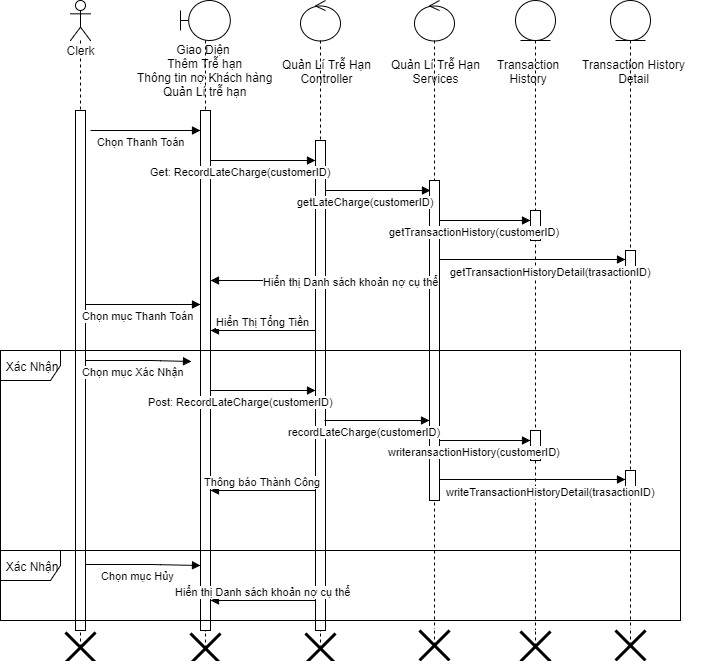 Clerk
Giao Diện
Thêm Trễ hạn
Thông tin nợ Khách hàng
Quản Lí trễ hạn
Quản Lí Trễ Hạn
Controller
Quản Lí Trễ Hạn
Services
Transaction
History
Transaction History
Detail
Chọn Thanh Toán
Get: RecordLateCharge(customerID)
getLateCharge(customerID)
getTransactionHistory(customerID)
getTransactionHistoryDetail(trasactionID)
Hiển thị Danh sách khoản nợ cụ thể
Chọn mục Thanh Toán
Hiển Thị Tổng Tiền
Xác Nhận
Chọn mục Xác Nhận
Post: RecordLateCharge(customerID)
recordLateCharge(customerID)
writeransactionHistory(customerID)
Thông báo Thành Công
writeTransactionHistoryDetail(trasactionID)
Xác Nhận
Chọn mục Hủy
Hiển thị Danh sách khoản nợ cụ thể